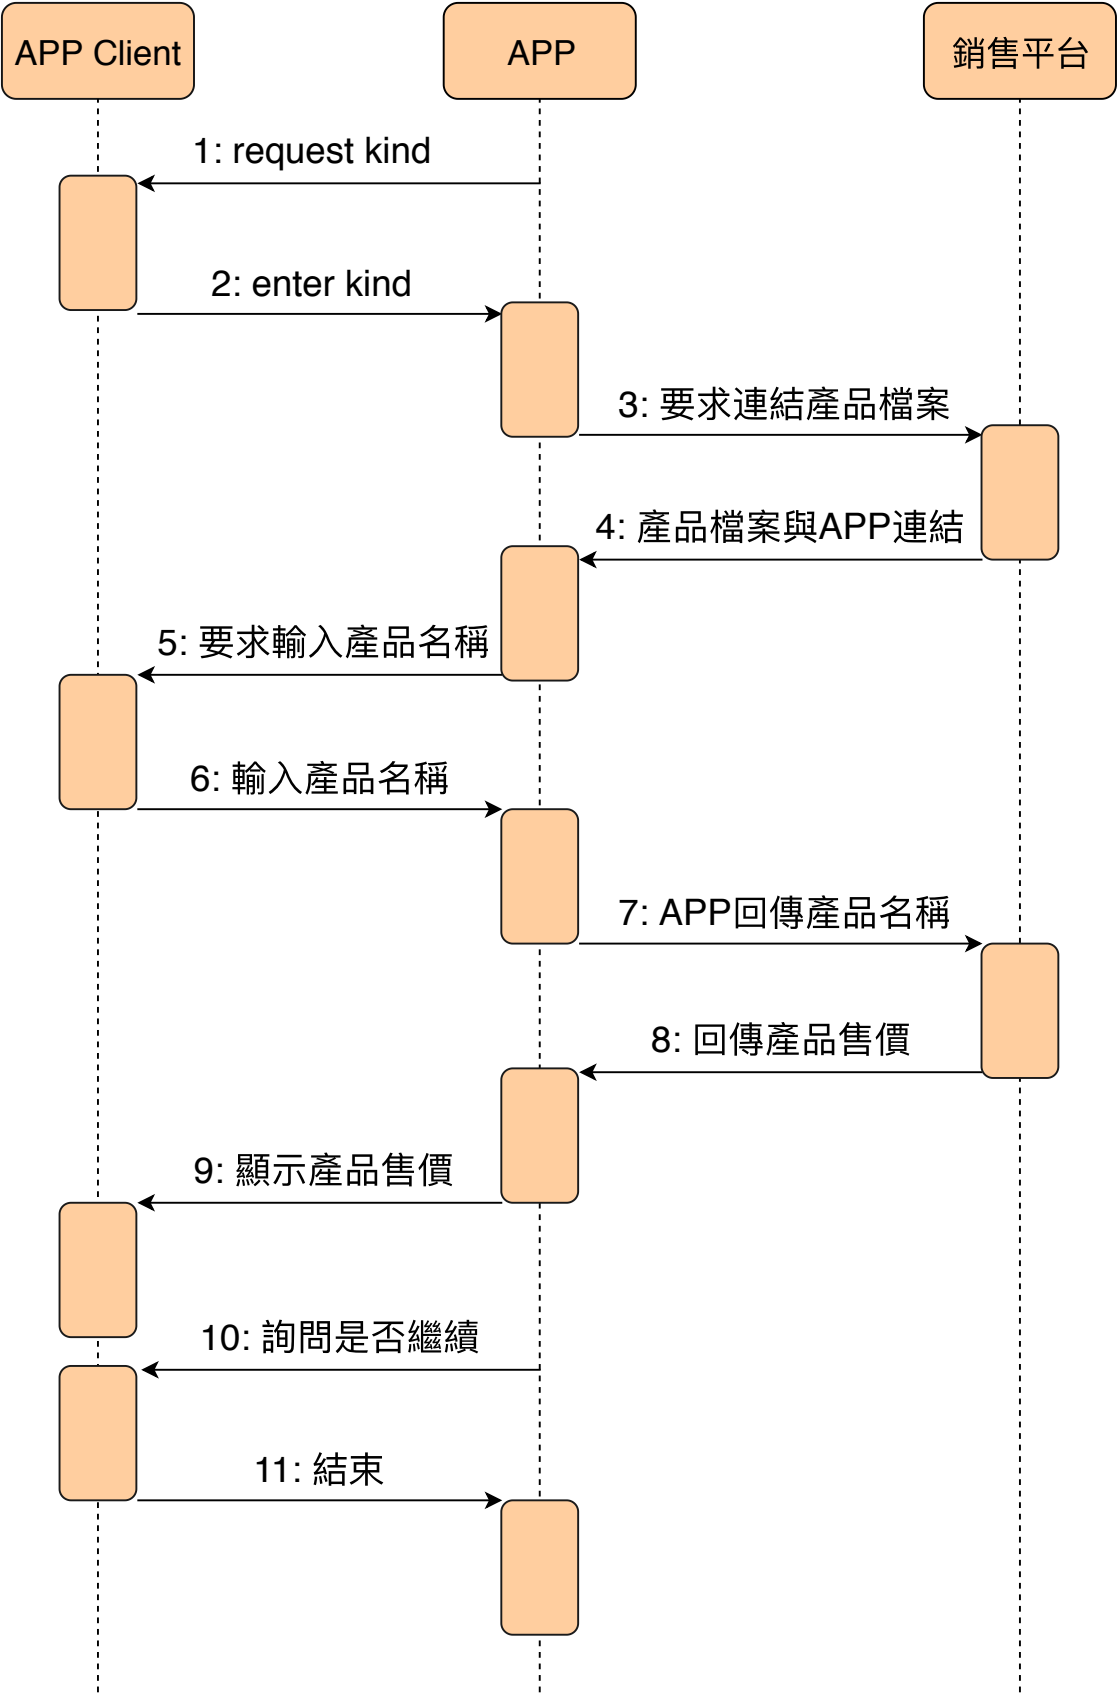 APP Client
APP
銷售平台
1: request kind
2: enter kind
3: 要求連結產品檔案
4: 產品檔案與APP連結
5: 要求輸入產品名稱
6: 輸入產品名稱
7: APP回傳產品名稱
8: 回傳產品售價
9: 顯示產品售價
10: 詢問是否繼續
11: 結束